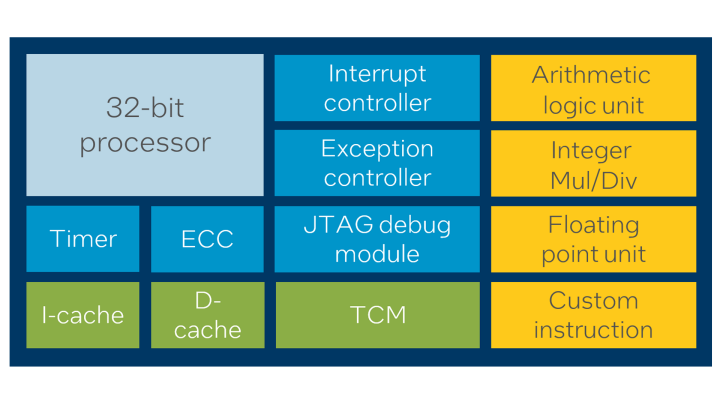 32-bit
processor
Interrupt
controller
Arithmetic
logic unit
Exception
controller
Integer
Mul/Div
Timer
ECC
JTAG debug
module
Floating
point unit
I-cache
D-
cache
TCM
Custom
instruction